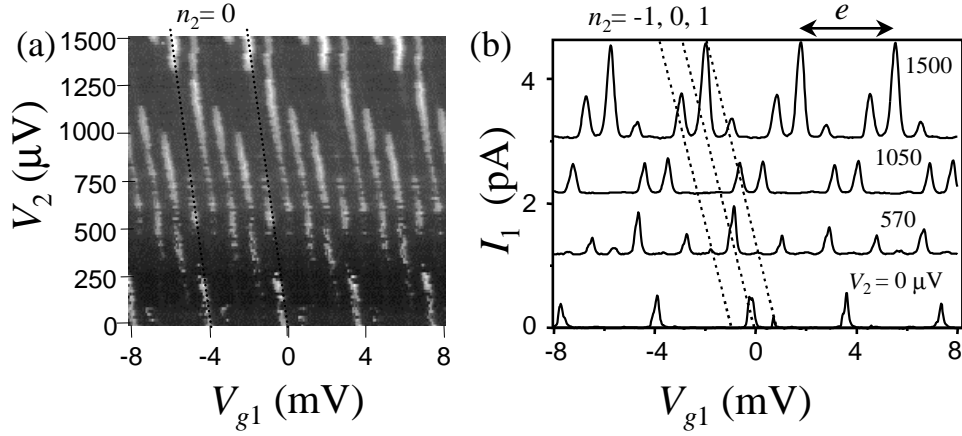 (a)
n2= 0
1500
1250
1000
750
500
250
0
V2 (μV)
-8
-4
0
4
8
Vg1 (mV)
(b)
n2= -1, 0, 1
e
4
2
0
I1 (pA)
1500
1050
570
V2 = 0 μV
-8
-4
0
4
8
Vg1 (mV)